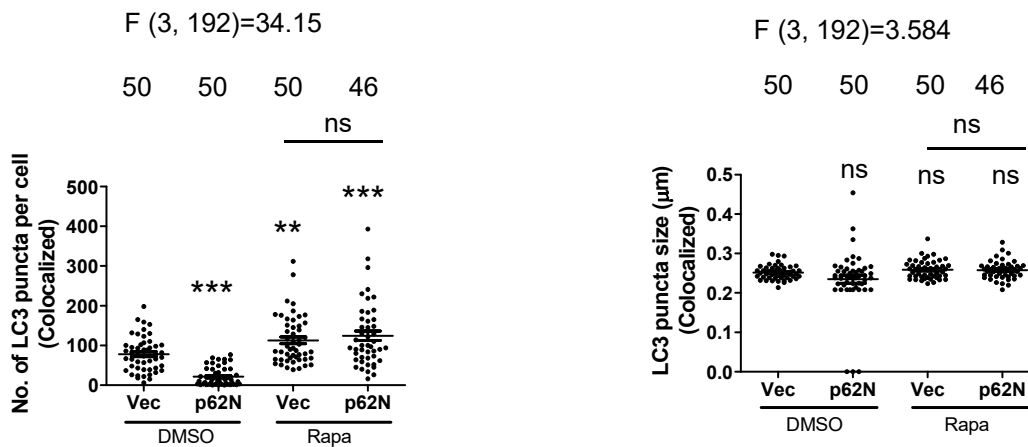 F (3, 192)=34.15
50 50 50 46
ns
No. of LC3 puncta per cell
(Colocalized)
500
400
300
200
100
0
***
**
***
Vec p62N Vec p62N
DMSO Rapa
F (3, 192)=3.584
50 50 50 46
ns
ns ns ns
LC3 puncta size (μm)
(Colocalized)
0.5
0.4
0.3
0.2
0.1
0.0
Vec p62N Vec p62N
DMSO Rapa